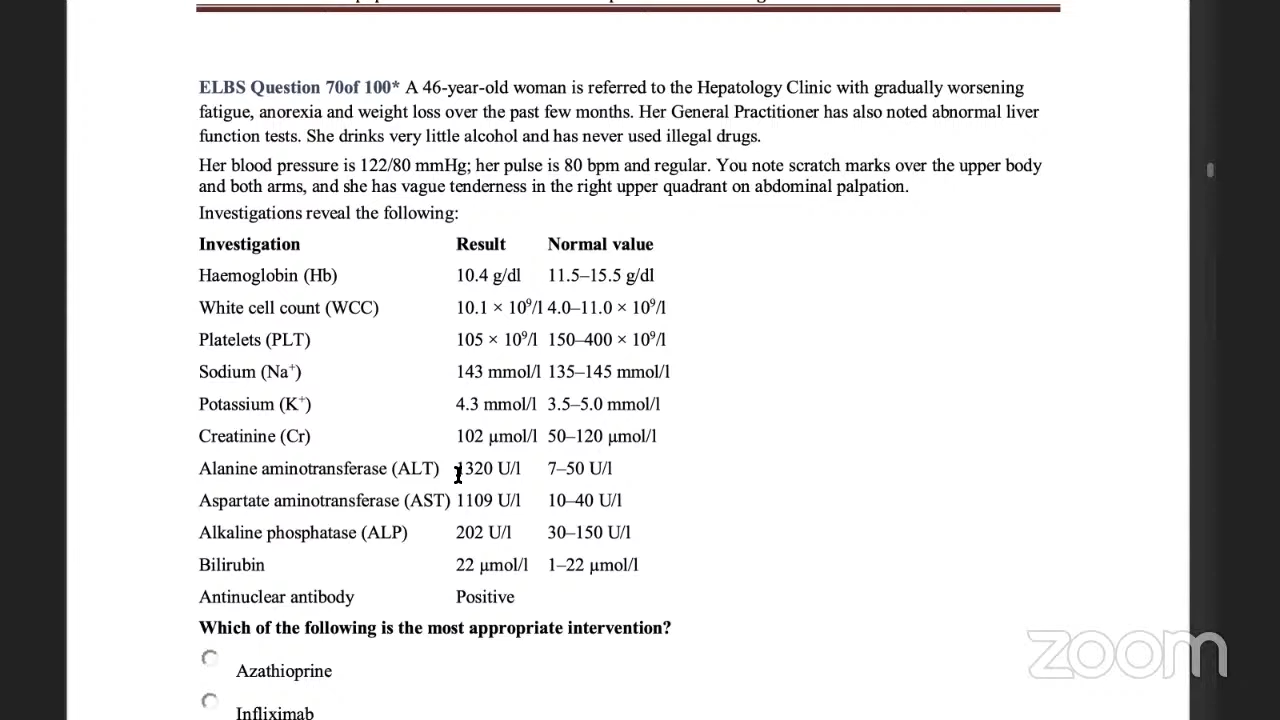 ELBS Question 70of 100* A 46-year-old woman is referred to the Hepatology Clinic with gradually worsening
fatigue, anorexia and weight loss over the past few months. Her General Practitioner has also noted abnormal liver
function tests. She drinks very little alcohol and has never used illegal drugs.
Her blood pressure is 122/80 mmHg; her pulse is 80 bpm and regular. You note scratch marks over the upper body
and both arms, and she has vague tenderness in the right upper quadrant on abdominal palpation.
Investigations reveal the following:
Investigation Result Normal value
Haemoglobin (Hb) 10.4 g/dl 11.5–15.5 g/dl
White cell count (WCC) 10.1 × 10⁹/l 4.0–11.0 × 10⁹/l
Platelets (PLT) 105 × 10⁹/l 150–400 × 10⁹/l
Sodium (Na⁺) 143 mmol/l 135–145 mmol/l
Potassium (K⁺) 4.3 mmol/l 3.5–5.0 mmol/l
Creatinine (Cr) 102 µmol/l 50–120 µmol/l
Alanine aminotransferase (ALT) 1320 U/l 7–50 U/l
Aspartate aminotransferase (AST) 1109 U/l 10–40 U/l
Alkaline phosphatase (ALP) 202 U/l 30–150 U/l
Bilirubin 22 µmol/l 1–22 µmol/l
Antinuclear antibody Positive
Which of the following is the most appropriate intervention?
Azathioprine
Infliximab
zoom